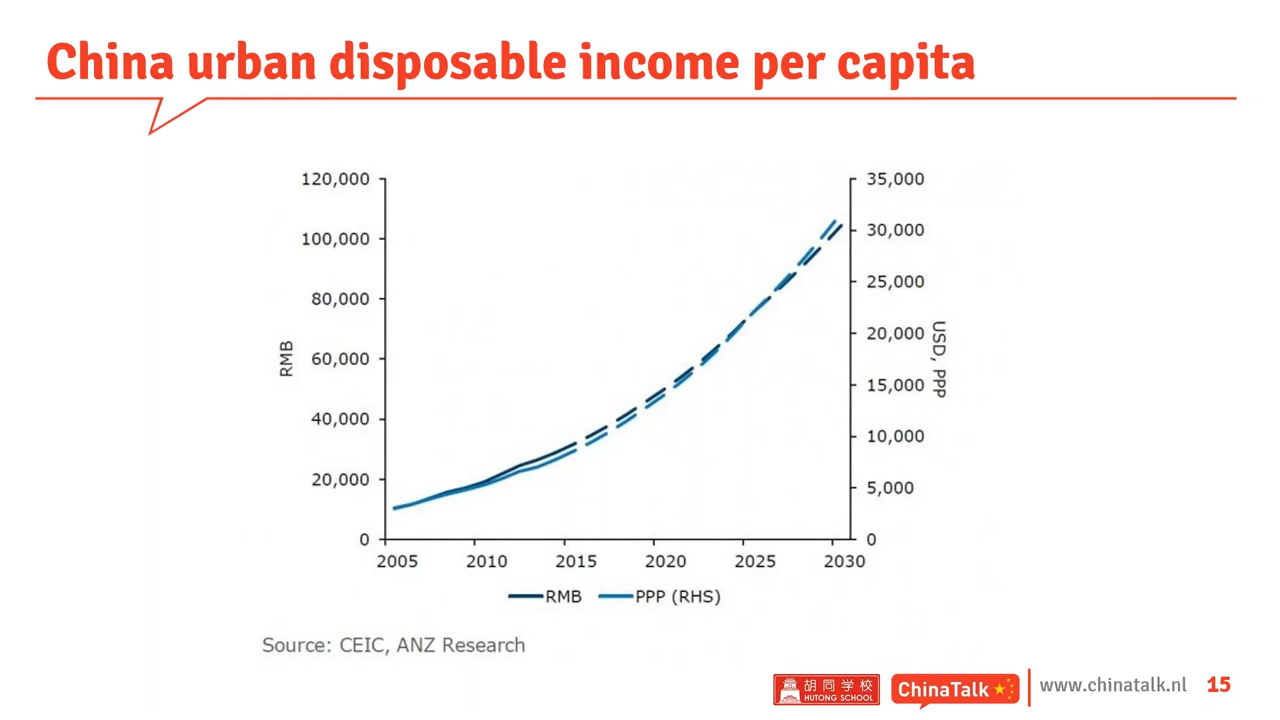 China urban disposable income per capita
120,000
100,000
80,000
60,000
40,000
20,000
0
RMB
35,000
30,000
25,000
20,000
15,000
10,000
5,000
0
USD, PPP
2005 2010 2015 2020 2025 2030
RMB PPP (RHS)
Source: CEIC, ANZ Research
胡同学校
HUTONG SCHOOL
ChinaTalk
www.chinatalk.nl 15